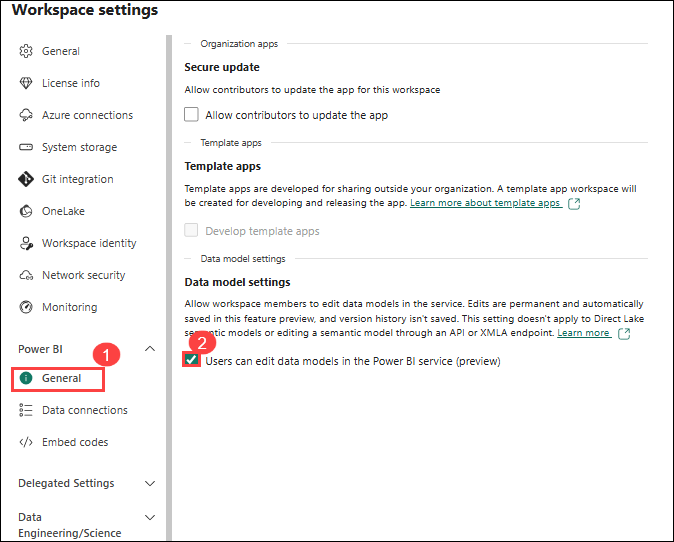 Workspace settings
General
License info
Azure connections
System storage
Git integration
OneLake
Workspace identity
Network security
Monitoring
Power BI
1
General
Data connections
Embed codes
Delegated Settings
Data
Engineering/Science
Organization apps
Secure update
Allow contributors to update the app for this workspace
Allow contributors to update the app
Template apps
Template apps
Template apps are developed for sharing outside your organization. A template app workspace will
be created for developing and releasing the app. Learn more about template apps
Develop template apps
Data model settings
Data model settings
Allow workspace members to edit data models in the service. Edits are permanent and automatically
saved in this feature preview, and version history isn't saved. This setting doesn't apply to Direct Lake
semantic models or editing a semantic model through an API or XMLA endpoint. Learn more
2
Users can edit data models in the Power BI service (preview)